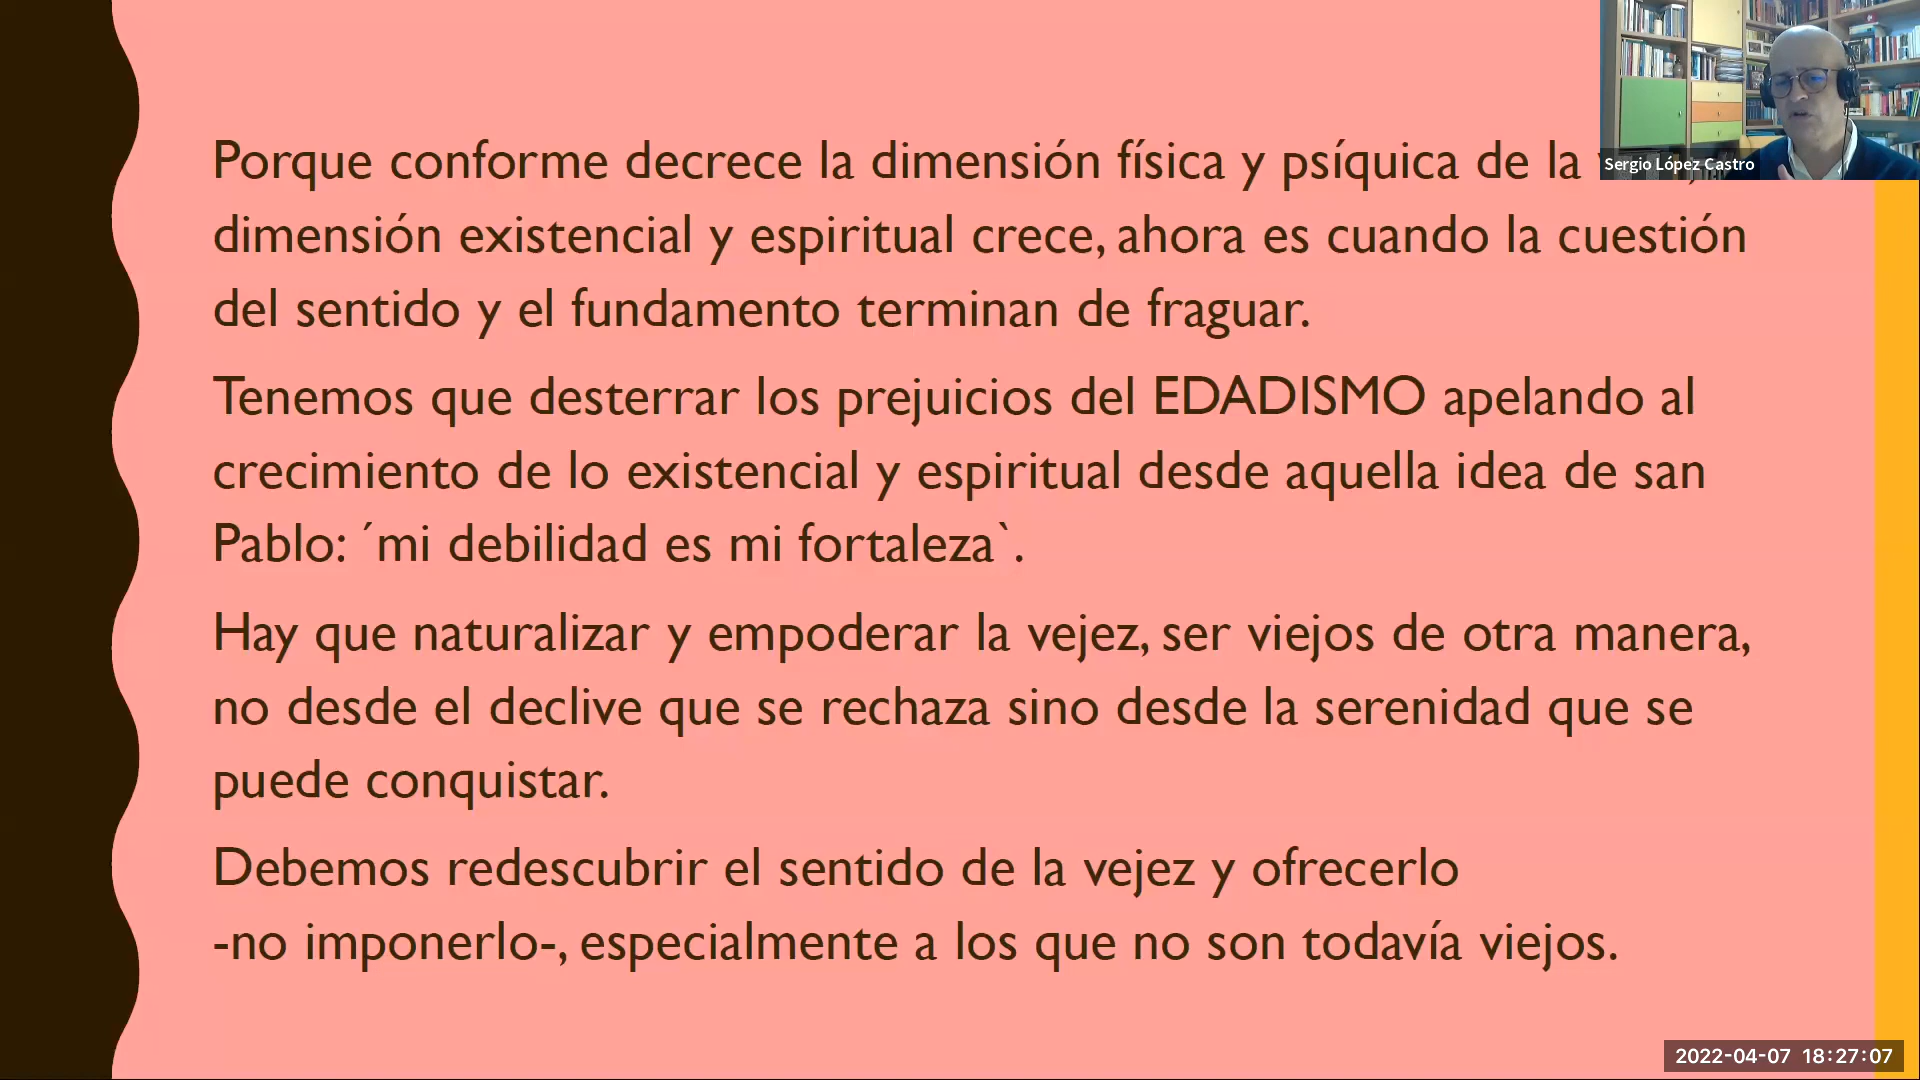 Porque conforme decrece la dimensión física y psíquica de la
Sergio López Castro
dimensión existencial y espiritual crece, ahora es cuando la cuestión
del sentido y el fundamento terminan de fraguar.
Tenemos que desterrar los prejuicios del EDADISMO apelando al
crecimiento de lo existencial y espiritual desde aquella idea de san
Pablo: ´mi debilidad es mi fortaleza`.
Hay que naturalizar y empoderar la vejez, ser viejos de otra manera,
no desde el declive que se rechaza sino desde la serenidad que se
puede conquistar.
Debemos redescubrir el sentido de la vejez y ofrecerlo
-no imponerlo-, especialmente a los que no son todavía viejos.
2022-04-07 18:27:07